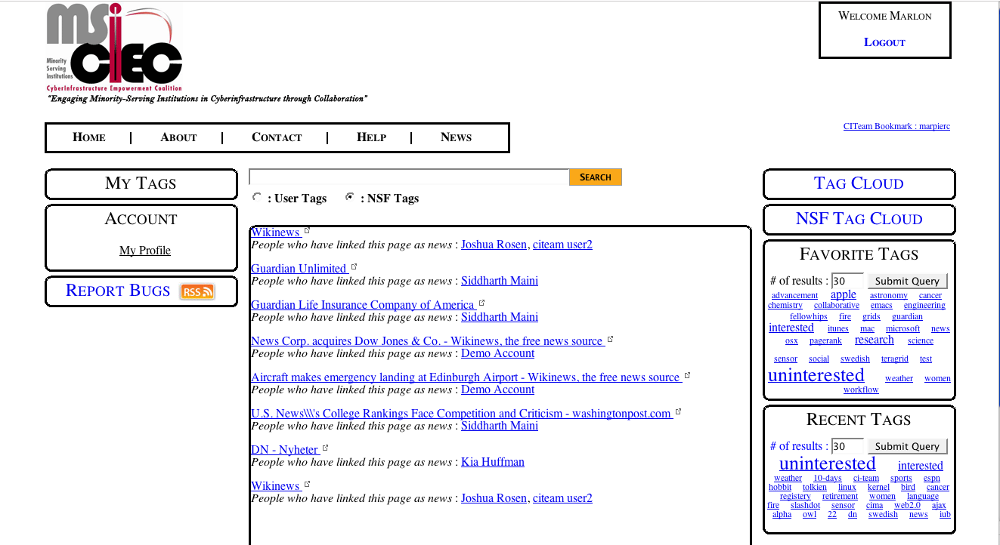 msi
CIEC
Minority
Serving
Institutions
CyberInfrastructure Empowerment Coalition
"Engaging Minority-Serving Institutions in Cyberinfrastructure through Collaboration"
Welcome Marlon
Logout
Home | About | Contact | Help | News
CITeam Bookmark : marpierc
My Tags
Account
My Profile
Report Bugs RSS
Search
: User Tags : NSF Tags
Wikinews
People who have linked this page as news : Joshua Rosen, citeam user2
Guardian Unlimited
People who have linked this page as news : Siddharth Maini
Guardian Life Insurance Company of America
People who have linked this page as news : Siddharth Maini
News Corp. acquires Dow Jones & Co. - Wikinews, the free news source
People who have linked this page as news : Demo Account
Aircraft makes emergency landing at Edinburgh Airport - Wikinews, the free news source
People who have linked this page as news : Demo Account
U.S. News\\\'s College Rankings Face Competition and Criticism - washingtonpost.com
People who have linked this page as news : Siddharth Maini
DN - Nyheter
People who have linked this page as news : Kia Huffman
Wikinews
People who have linked this page as news : Joshua Rosen, citeam user2
Tag Cloud
NSF Tag Cloud
Favorite Tags
# of results : 30 Submit Query
advancement apple astronomy cancer
chemistry collaborative emacs engineering
fellowhips fire grids guardian
interested itunes mac microsoft news
osx pagerank research science
sensor social swedish teragrid test
uninterested weather women
workflow
Recent Tags
# of results : 30 Submit Query
uninterested interested
weather 10-days ci-team sports espn
hobbit tolkien linux kernel bird cancer
registery retirement women language
fire slashdot sensor cima web2.0 ajax
alpha owl 22 dn swedish news iub